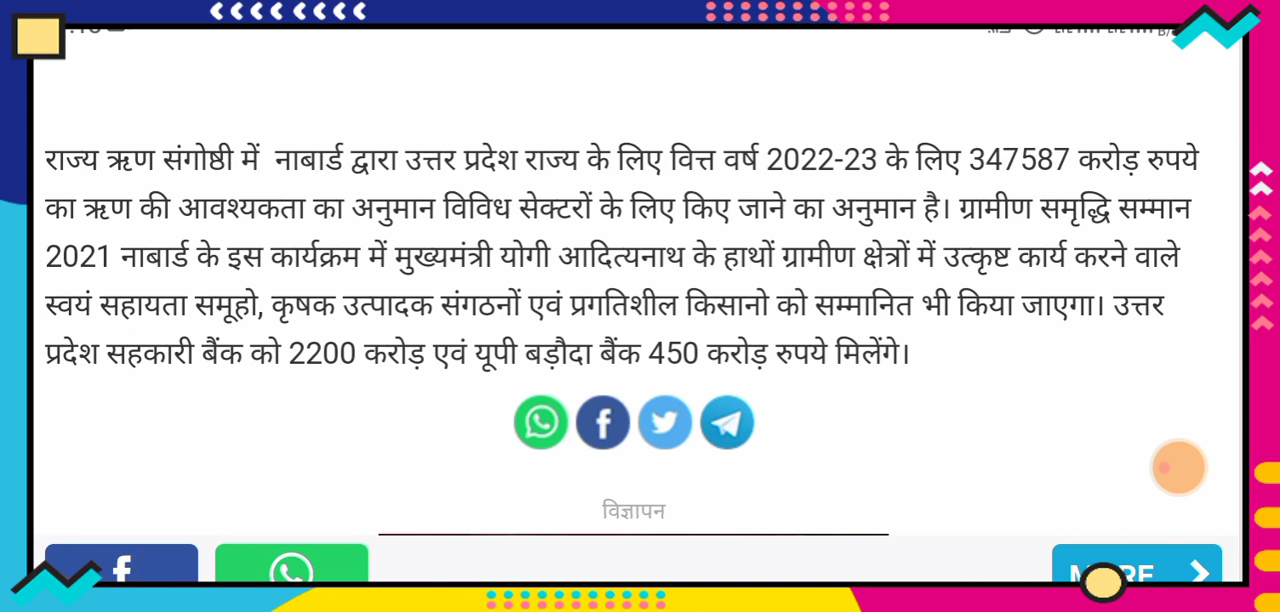 राज्य ऋण संगोष्ठी में नाबार्ड द्वारा उत्तर प्रदेश राज्य के लिए वित्त वर्ष 2022-23 के लिए 347587 करोड़ रुपये
का ऋण की आवश्यकता का अनुमान विविध सेक्टरों के लिए किए जाने का अनुमान है। ग्रामीण समृद्धि सम्मान
2021 नाबार्ड के इस कार्यक्रम में मुख्यमंत्री योगी आदित्यनाथ के हाथों ग्रामीण क्षेत्रों में उत्कृष्ट कार्य करने वाले
स्वयं सहायता समूहो, कृषक उत्पादक संगठनों एवं प्रगतिशील किसानो को सम्मानित भी किया जाएगा। उत्तर
प्रदेश सहकारी बैंक को 2200 करोड़ एवं यूपी बड़ौदा बैंक 450 करोड़ रुपये मिलेंगे।
विज्ञापन